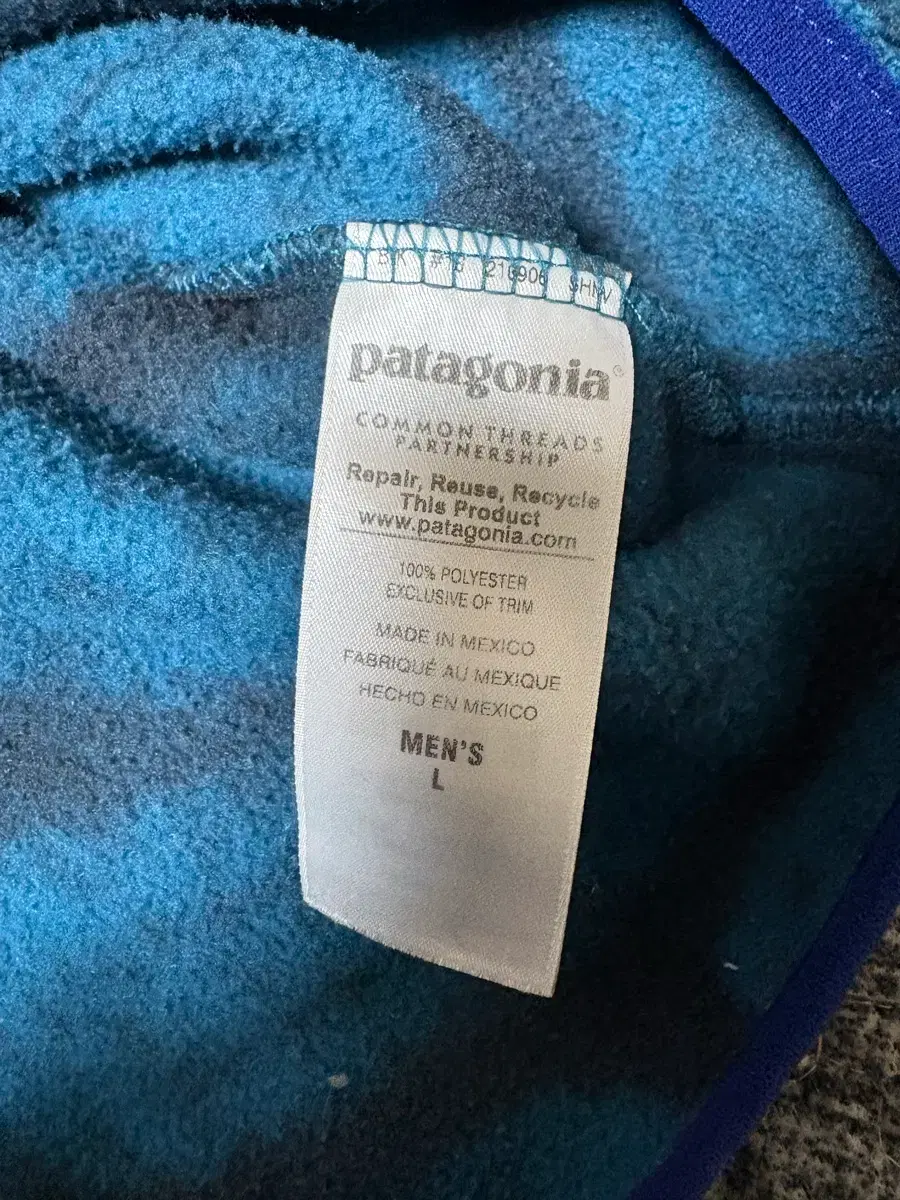 patagonia®
COMMON THREADS
PARTNERSHIP
Repair, Reuse, Recycle
This Product
www.patagonia.com
100% POLYESTER
EXCLUSIVE OF TRIM
MADE IN MEXICO
FABRIQUÉ AU MEXIQUE
HECHO EN MEXICO
MEN'S
L